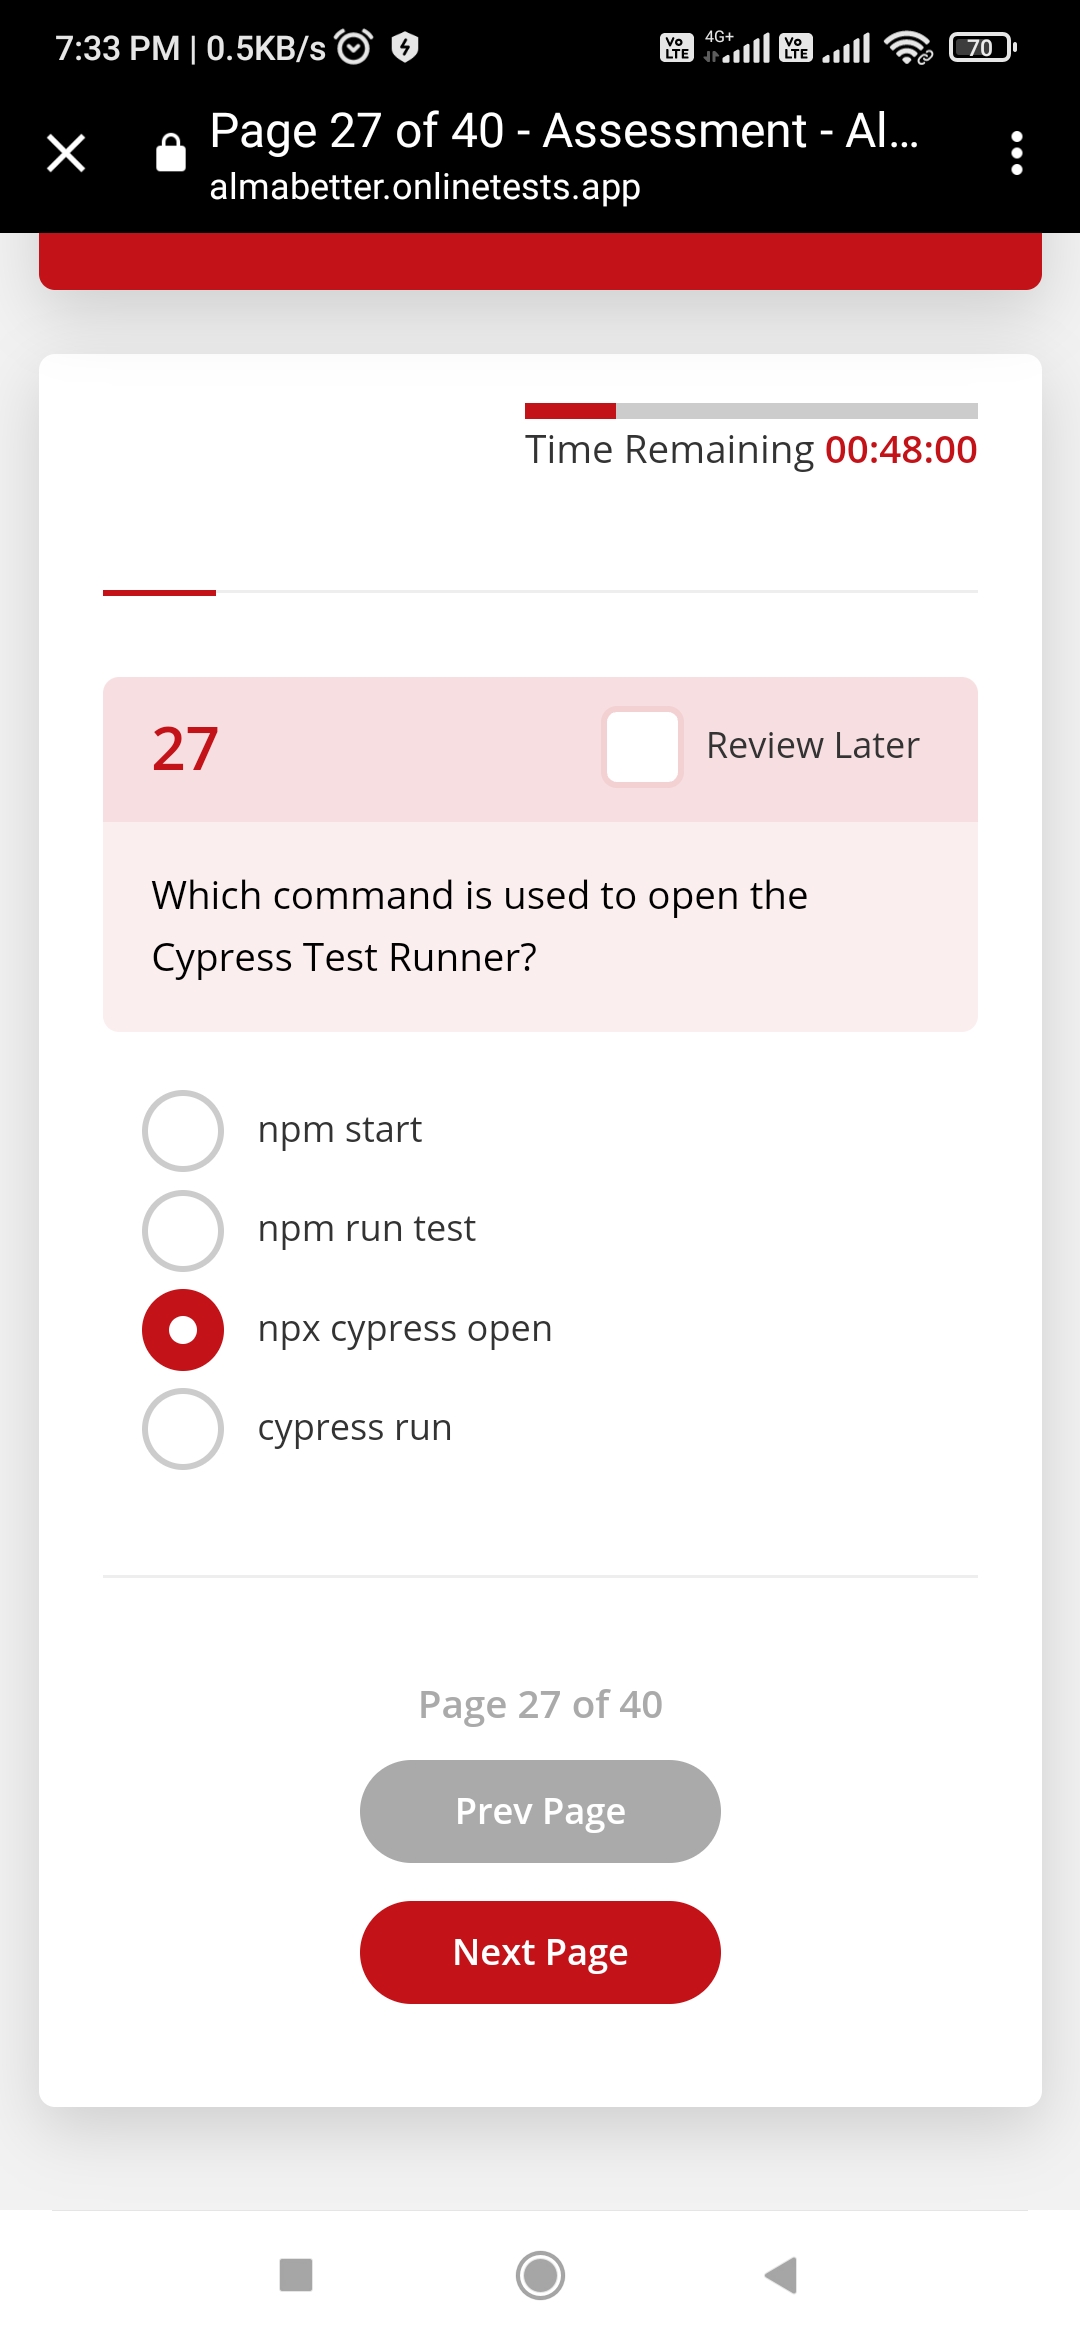 7:33 PM | 0.5KB/s
Vo LTE 4G+ Vo LTE 70
Page 27 of 40 - Assessment - Al...
almabetter.onlinetests.app
Time Remaining 00:48:00
27
Review Later
Which command is used to open the
Cypress Test Runner?
npm start
npm run test
npx cypress open
cypress run
Page 27 of 40
Prev Page
Next Page